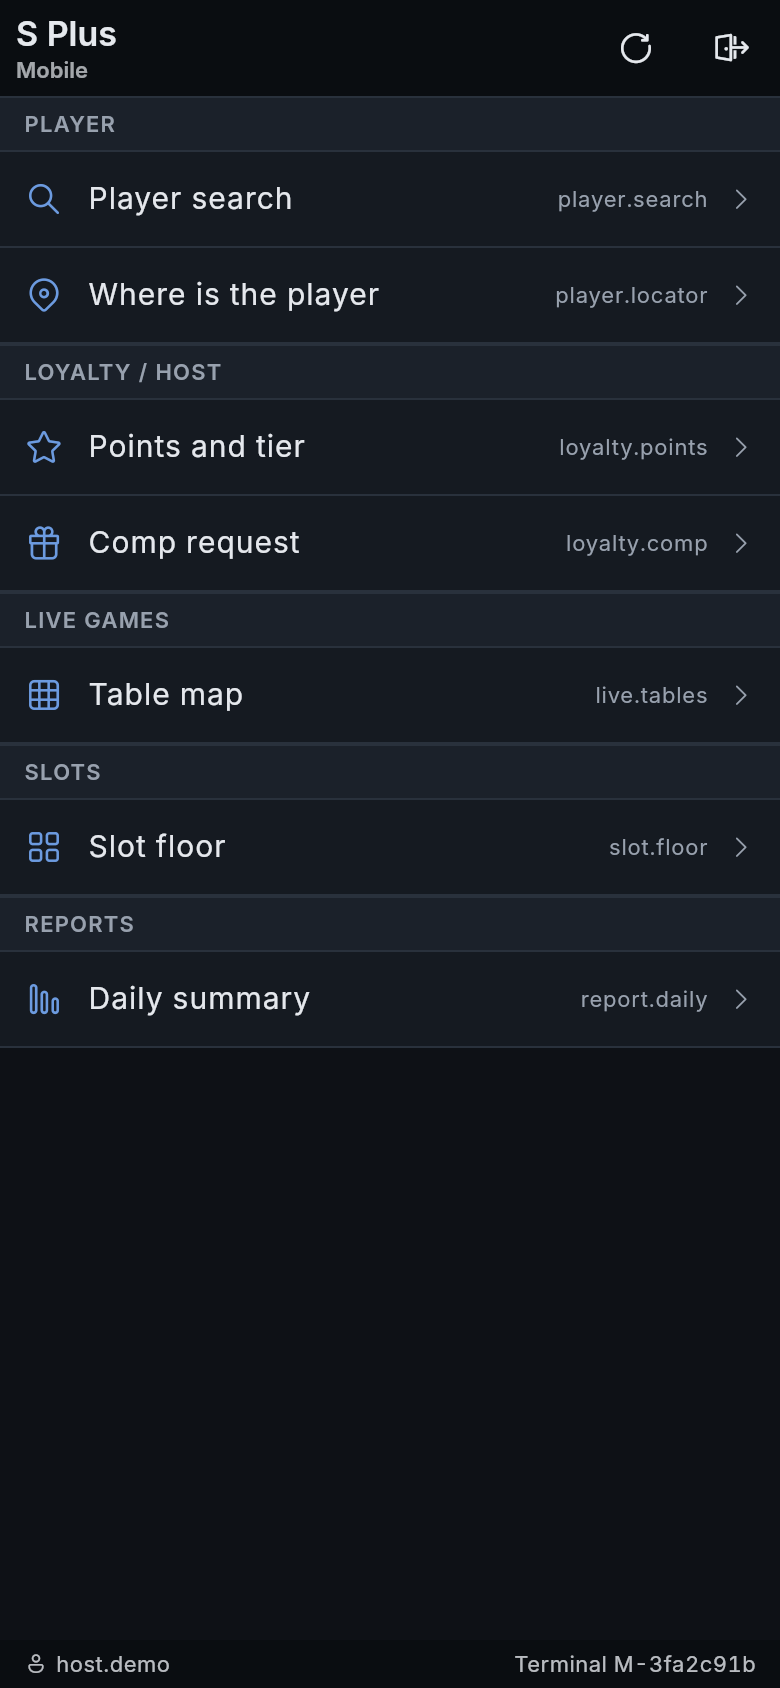 S Plus
Mobile
PLAYER
Player search player.search
Where is the player player.locator
LOYALTY / HOST
Points and tier loyalty.points
Comp request loyalty.comp
LIVE GAMES
Table map live.tables
SLOTS
Slot floor slot.floor
REPORTS
Daily summary report.daily
host.demo Terminal M-3fa2c91b